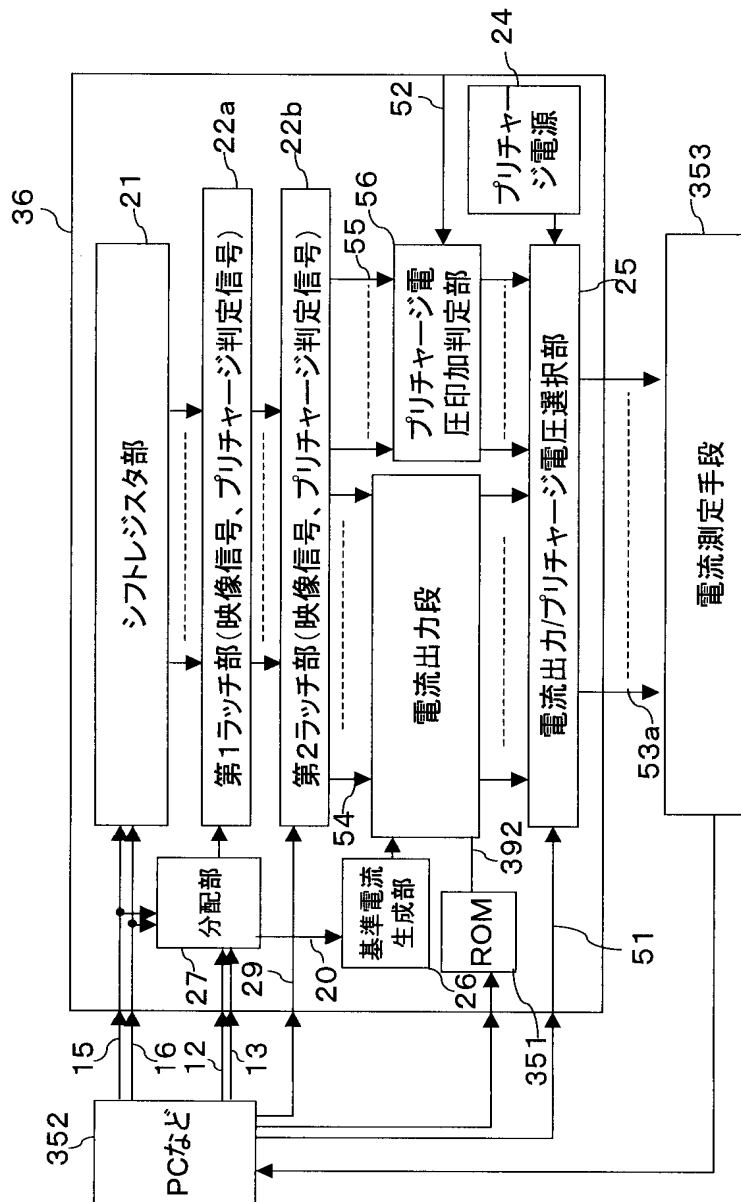 36
21
シフトレジスタ部
22a
第1ラッチ部(映像信号、プリチャージ判定信号)
22b
第2ラッチ部(映像信号、プリチャージ判定信号)
56
55
52
24
プリチャー
ジ電源
プリチャージ電
圧印加判定部
54
電流出力段
392
25
電流出力/プリチャージ電圧選択部
353
電流測定手段
53a
分配部
27
29
20
基準電流
生成部
26
ROM
351
51
15
16
12
13
352
PCなど